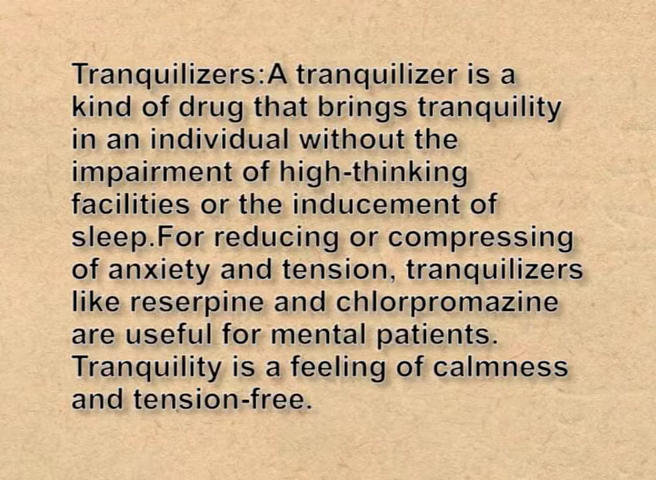 Tranquilizers:A tranquilizer is a
kind of drug that brings tranquility
in an individual without the
impairment of high-thinking
facilities or the inducement of
sleep.For reducing or compressing
of anxiety and tension, tranquilizers
like reserpine and chlorpromazine
are useful for mental patients.
Tranquility is a feeling of calmness
and tension-free.